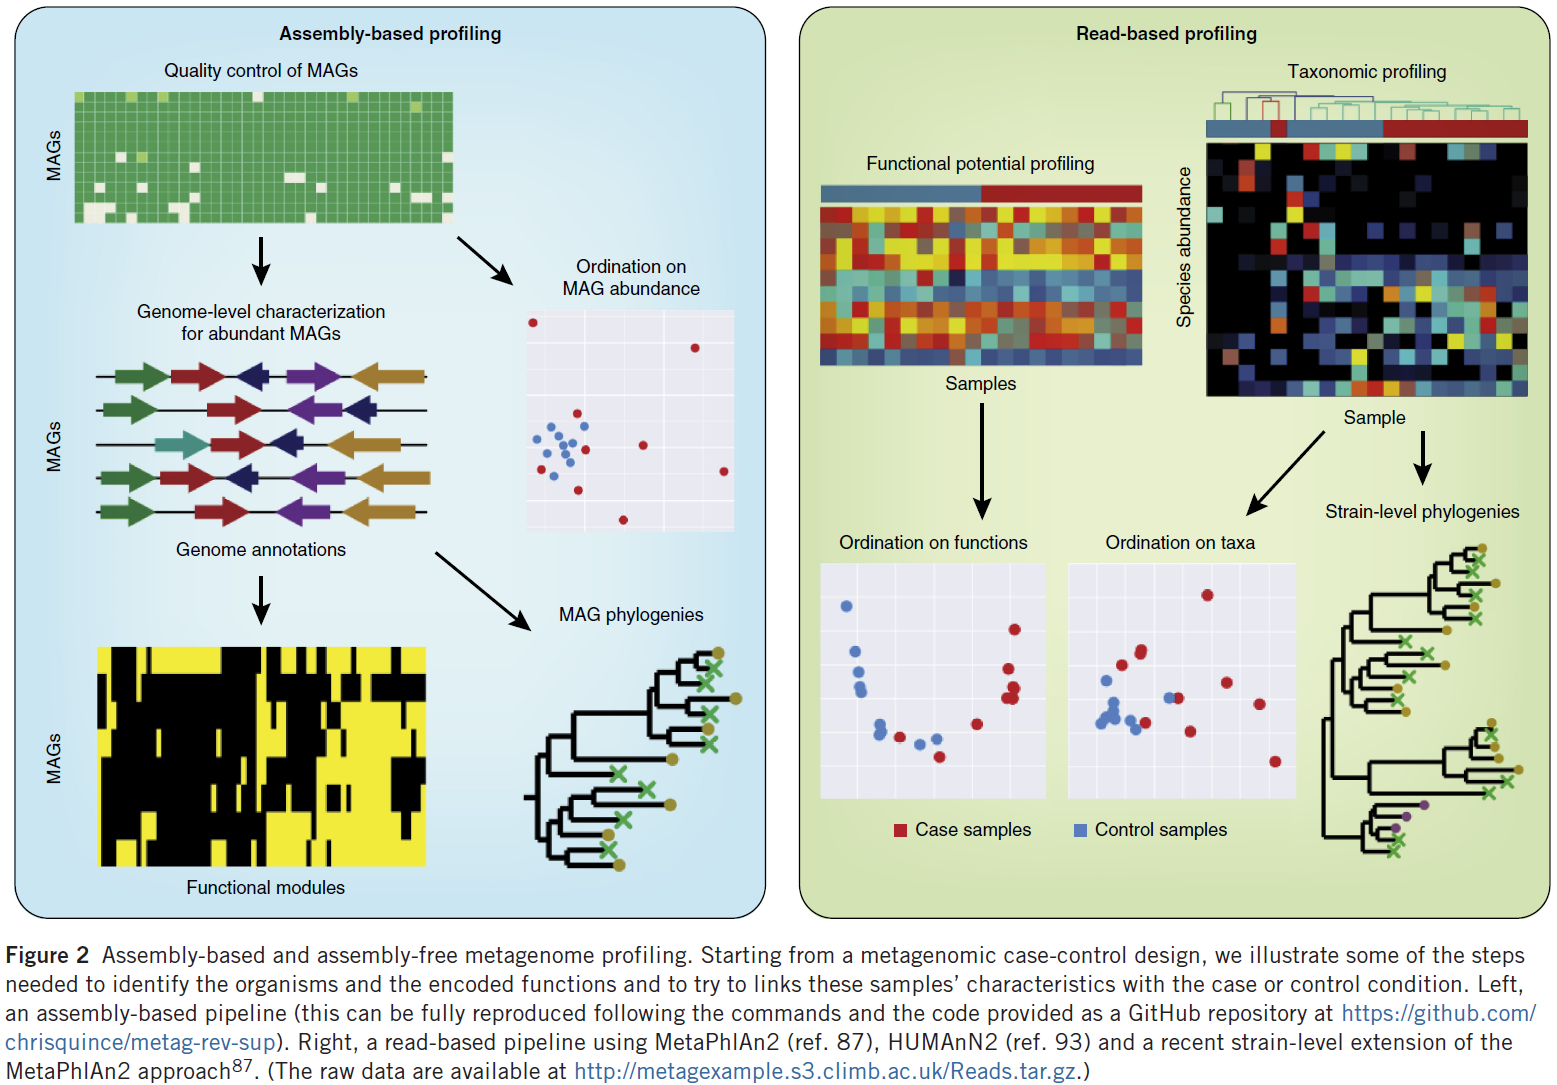 Assembly-based profiling
Quality control of MAGs
MAGs
Ordination on
MAG abundance
Genome-level characterization
for abundant MAGs
MAGs
Genome annotations
MAG phylogenies
MAGs
Functional modules
Read-based profiling
Taxonomic profiling
Functional potential profiling
Species abundance
Samples
Sample
Strain-level phylogenies
Ordination on functions
Ordination on taxa
Case samples
Control samples
Figure 2 Assembly-based and assembly-free metagenome profiling. Starting from a metagenomic case-control design, we illustrate some of the steps
needed to identify the organisms and the encoded functions and to try to links these samples’ characteristics with the case or control condition. Left,
an assembly-based pipeline (this can be fully reproduced following the commands and the code provided as a GitHub repository at https://github.com/
chrisquince/metag-rev-sup). Right, a read-based pipeline using MetaPhlAn2 (ref. 87), HUMAnN2 (ref. 93) and a recent strain-level extension of the
MetaPhlAn2 approach87. (The raw data are available at http://metagexample.s3.climb.ac.uk/Reads.tar.gz.)